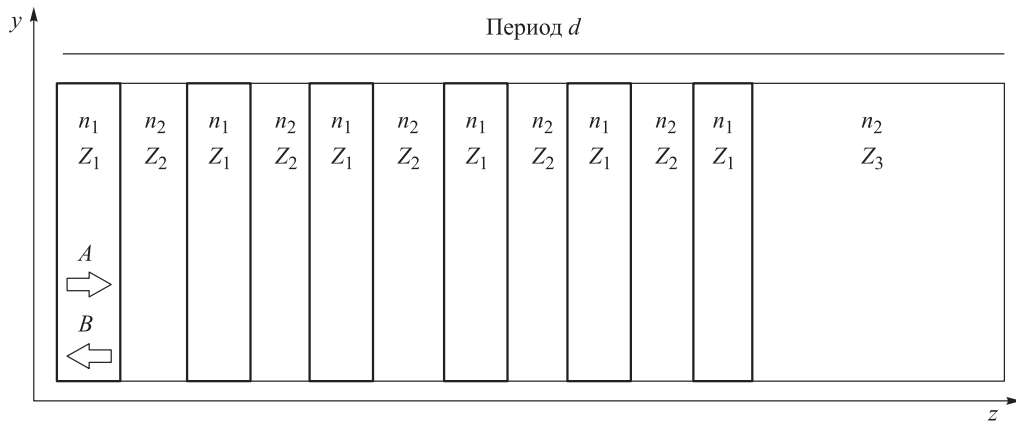 y
Период d
n1 n2 n1 n2 n1 n2 n1 n2 n1 n2 n1 n2
Z1 Z2 Z1 Z2 Z1 Z2 Z1 Z2 Z1 Z2 Z1 Z3
A
B
z